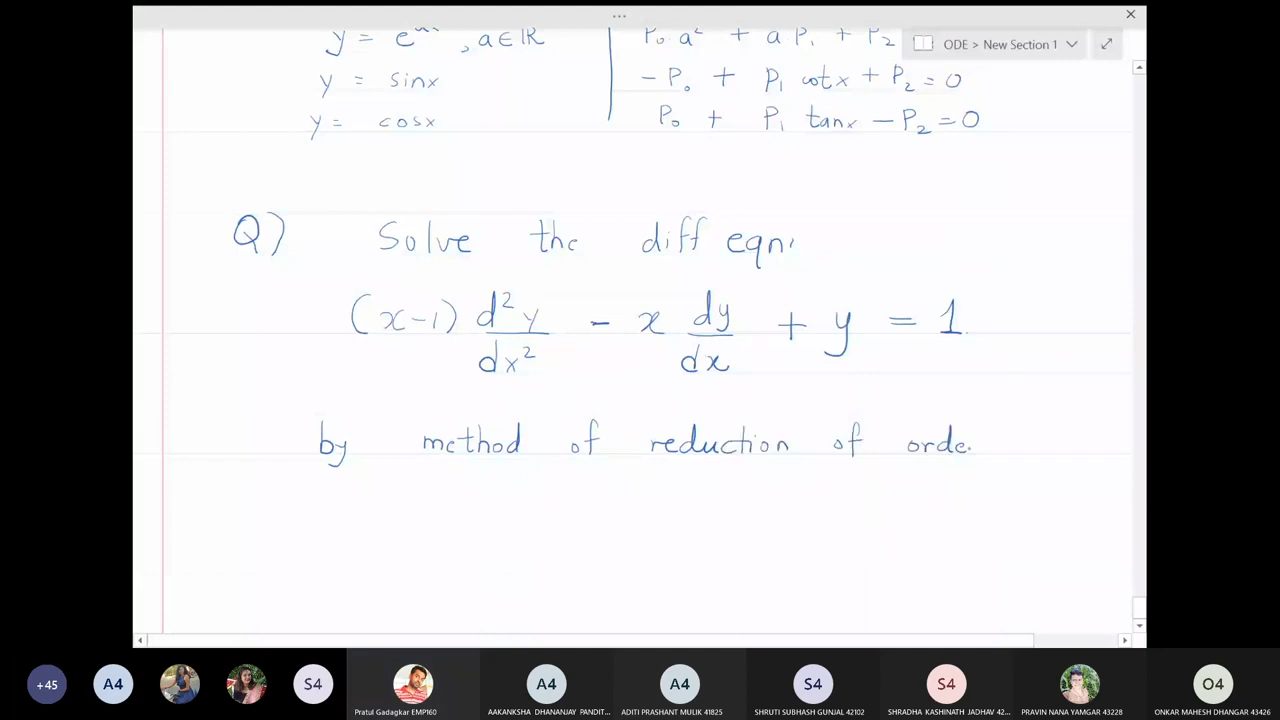 ...
y = e^{ax} , a∈ℝ
P₀ a² + a P₁ + P₂
ODE > New Section 1
y = sinx
- P₀ + P₁ cotx + P₂ = 0
y = cosx
P₀ + P₁ tanx - P₂ = 0
Q) Solve the diff eqn.
(x-1) d²y/dx² - x dy/dx + y = 1
by method of reduction of orde.
+45
A4
S4
Pratul Gadagkar EMP160
A4
AAKANKSHA DHANANJAY PANDIT...
A4
ADITI PRASHANT MULIK 41825
S4
SHRUTI SUBHASH GUNJAL 42102
S4
SHRADHA KASHINATH JADHAV 42...
PRAVIN NANA YAMGAR 43228
O4
ONKAR MAHESH DHANGAR 43426